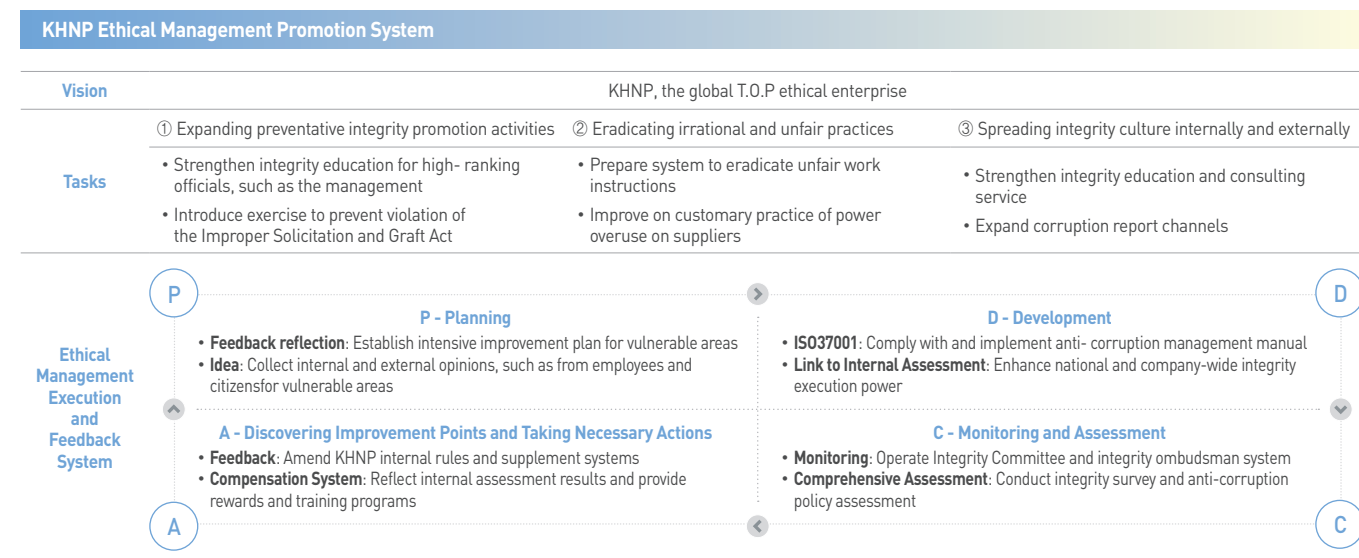 KHNP Ethical Management Promotion System
Vision
KHNP, the global T.O.P ethical enterprise
Tasks
① Expanding preventative integrity promotion activities
• Strengthen integrity education for high- ranking
officials, such as the management
• Introduce exercise to prevent violation of
the Improper Solicitation and Graft Act
② Eradicating irrational and unfair practices
• Prepare system to eradicate unfair work
instructions
• Improve on customary practice of power
overuse on suppliers
③ Spreading integrity culture internally and externally
• Strengthen integrity education and consulting
service
• Expand corruption report channels
Ethical
Management
Execution
and
Feedback
System
P
P - Planning
• Feedback reflection: Establish intensive improvement plan for vulnerable areas
• Idea: Collect internal and external opinions, such as from employees and
citizensfor vulnerable areas
D
D - Development
• ISO37001: Comply with and implement anti- corruption management manual
• Link to Internal Assessment: Enhance national and company-wide integrity
execution power
A - Discovering Improvement Points and Taking Necessary Actions
• Feedback: Amend KHNP internal rules and supplement systems
• Compensation System: Reflect internal assessment results and provide
rewards and training programs
A
C - Monitoring and Assessment
• Monitoring: Operate Integrity Committee and integrity ombudsman system
• Comprehensive Assessment: Conduct integrity survey and anti-corruption
policy assessment
C